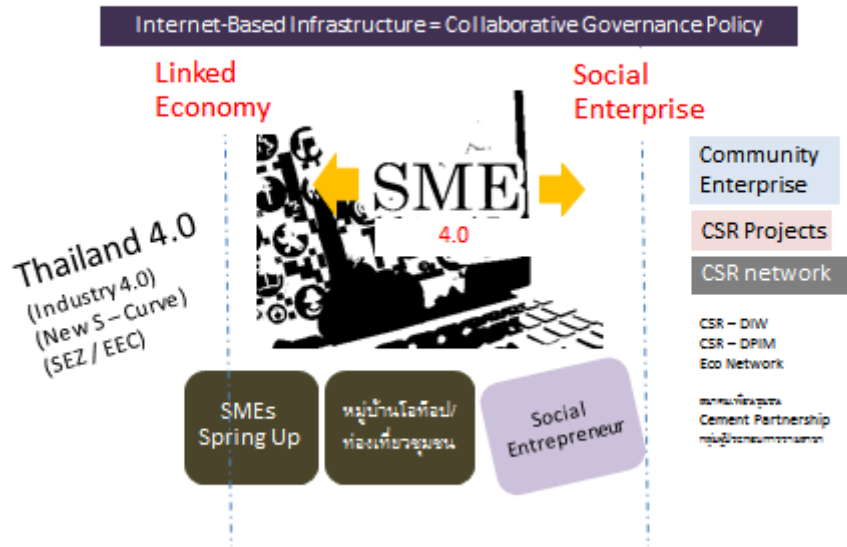 Internet-Based Infrastructure = Collaborative Governance Policy
Linked
Economy
Social
Enterprise
SME
4.0
Thailand 4.0
(Industry 4.0)
(New S – Curve)
(SEZ / EEC)
Community
Enterprise
CSR Projects
CSR network
CSR – DIW
CSR – DPIM
Eco Network
Cement Partnership
SMEs
Spring Up
หมู่บ้านโอท็อป/
ท่องเที่ยวชุมชน
Social
Entrepreneur